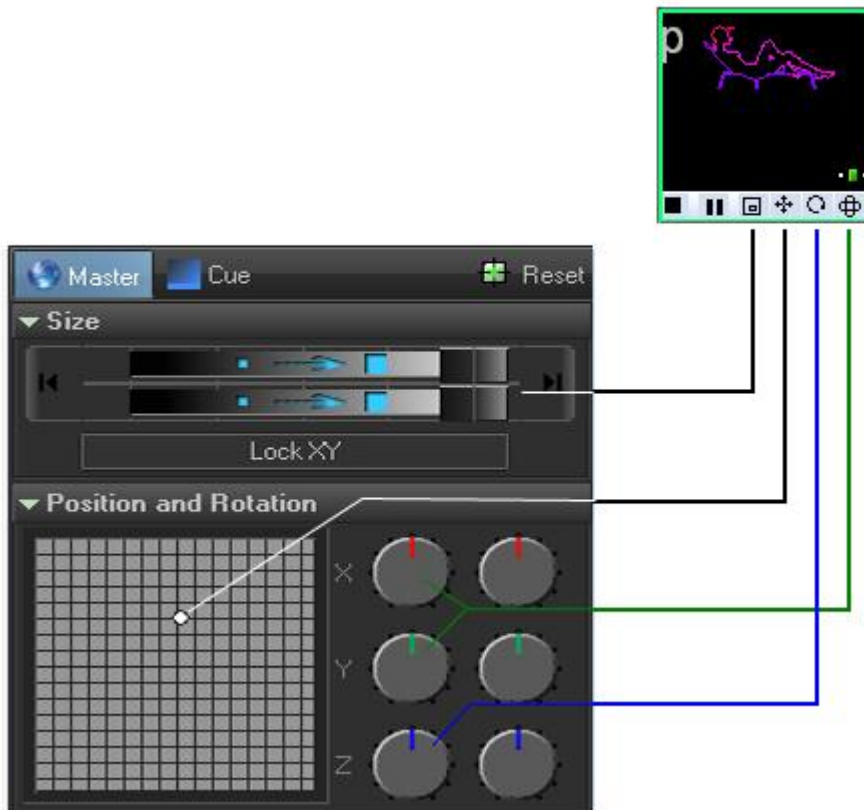 p
Master Cue Reset
Size
Lock XY
Position and Rotation
X
Y
Z